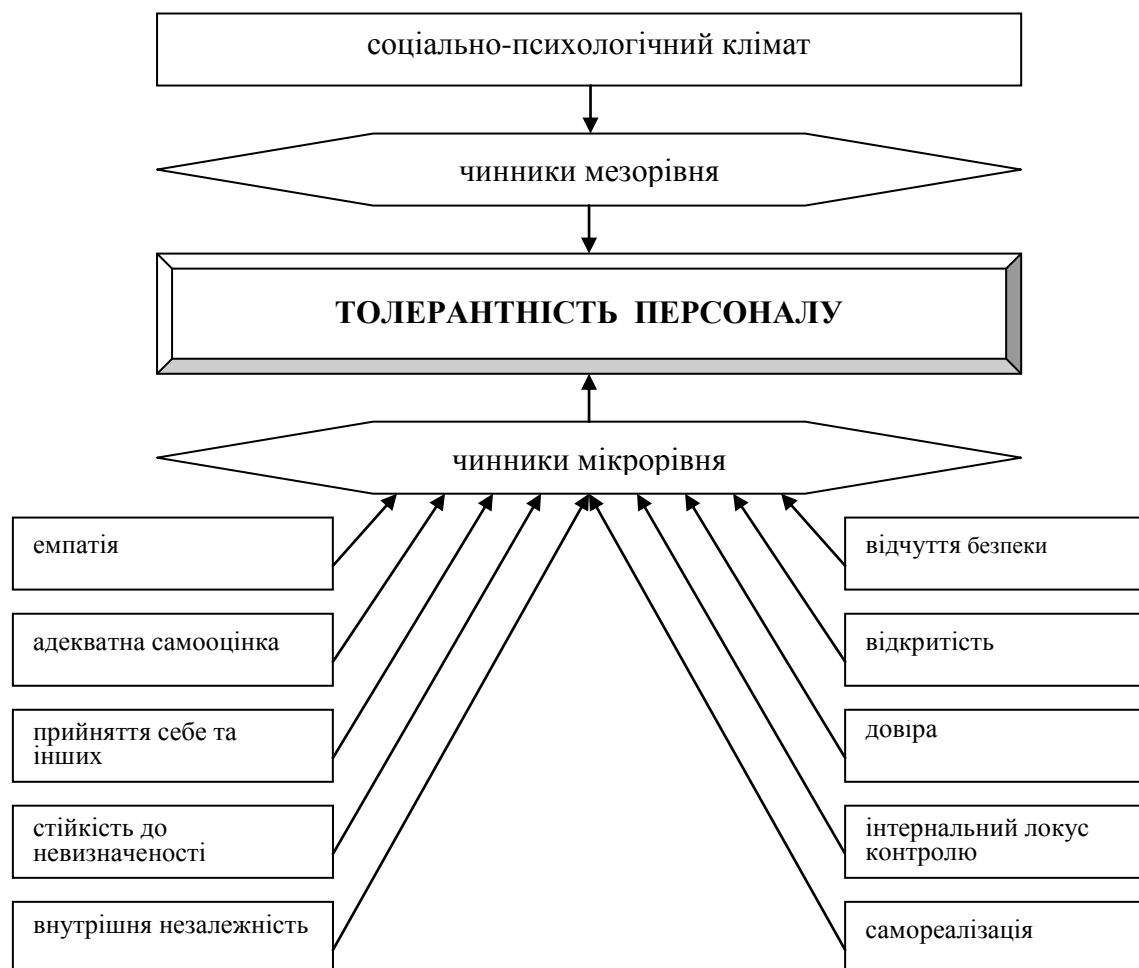 соціально-психологічний клімат
чинники мезорівня
ТОЛЕРАНТНІСТЬ ПЕРСОНАЛУ
чинники мікрорівня
емпатія
адекватна самооцінка
прийняття себе та
інших
стійкість до
невизначеності
внутрішня незалежність
відчуття безпеки
відкритість
довіра
інтернальний локус
контролю
самореалізація